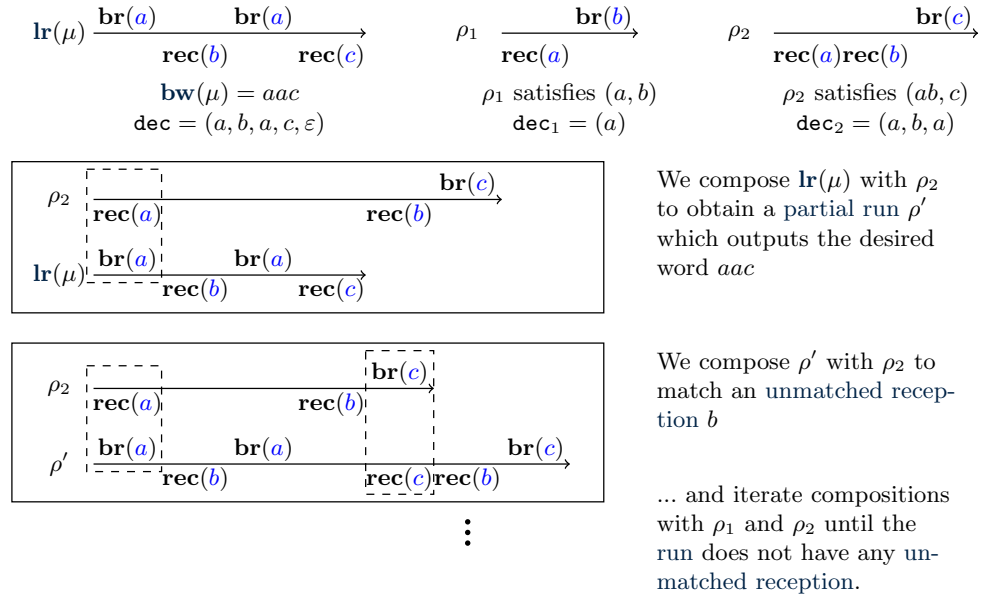 br(a) br(a) br(b) br(c)
lr(μ) ρ₁ ρ₂
rec(b) rec(c) rec(a) rec(a)rec(b)
bw(μ) = aac ρ₁ satisfies (a, b) ρ₂ satisfies (ab, c)
dec = (a, b, a, c, ε) dec₁ = (a) dec₂ = (a, b, a)
br(c)
ρ₂
rec(a) rec(b)
br(a) br(a)
lr(μ)
rec(b) rec(c)
We compose lr(μ) with ρ₂
to obtain a partial run ρ′
which outputs the desired
word aac
br(c)
ρ₂
rec(a) rec(b)
br(a) br(a) br(c)
ρ′
rec(b) rec(c)rec(b)
We compose ρ′ with ρ₂ to
match an unmatched recep-
tion b
... and iterate compositions
with ρ₁ and ρ₂ until the
run does not have any un-
matched reception.